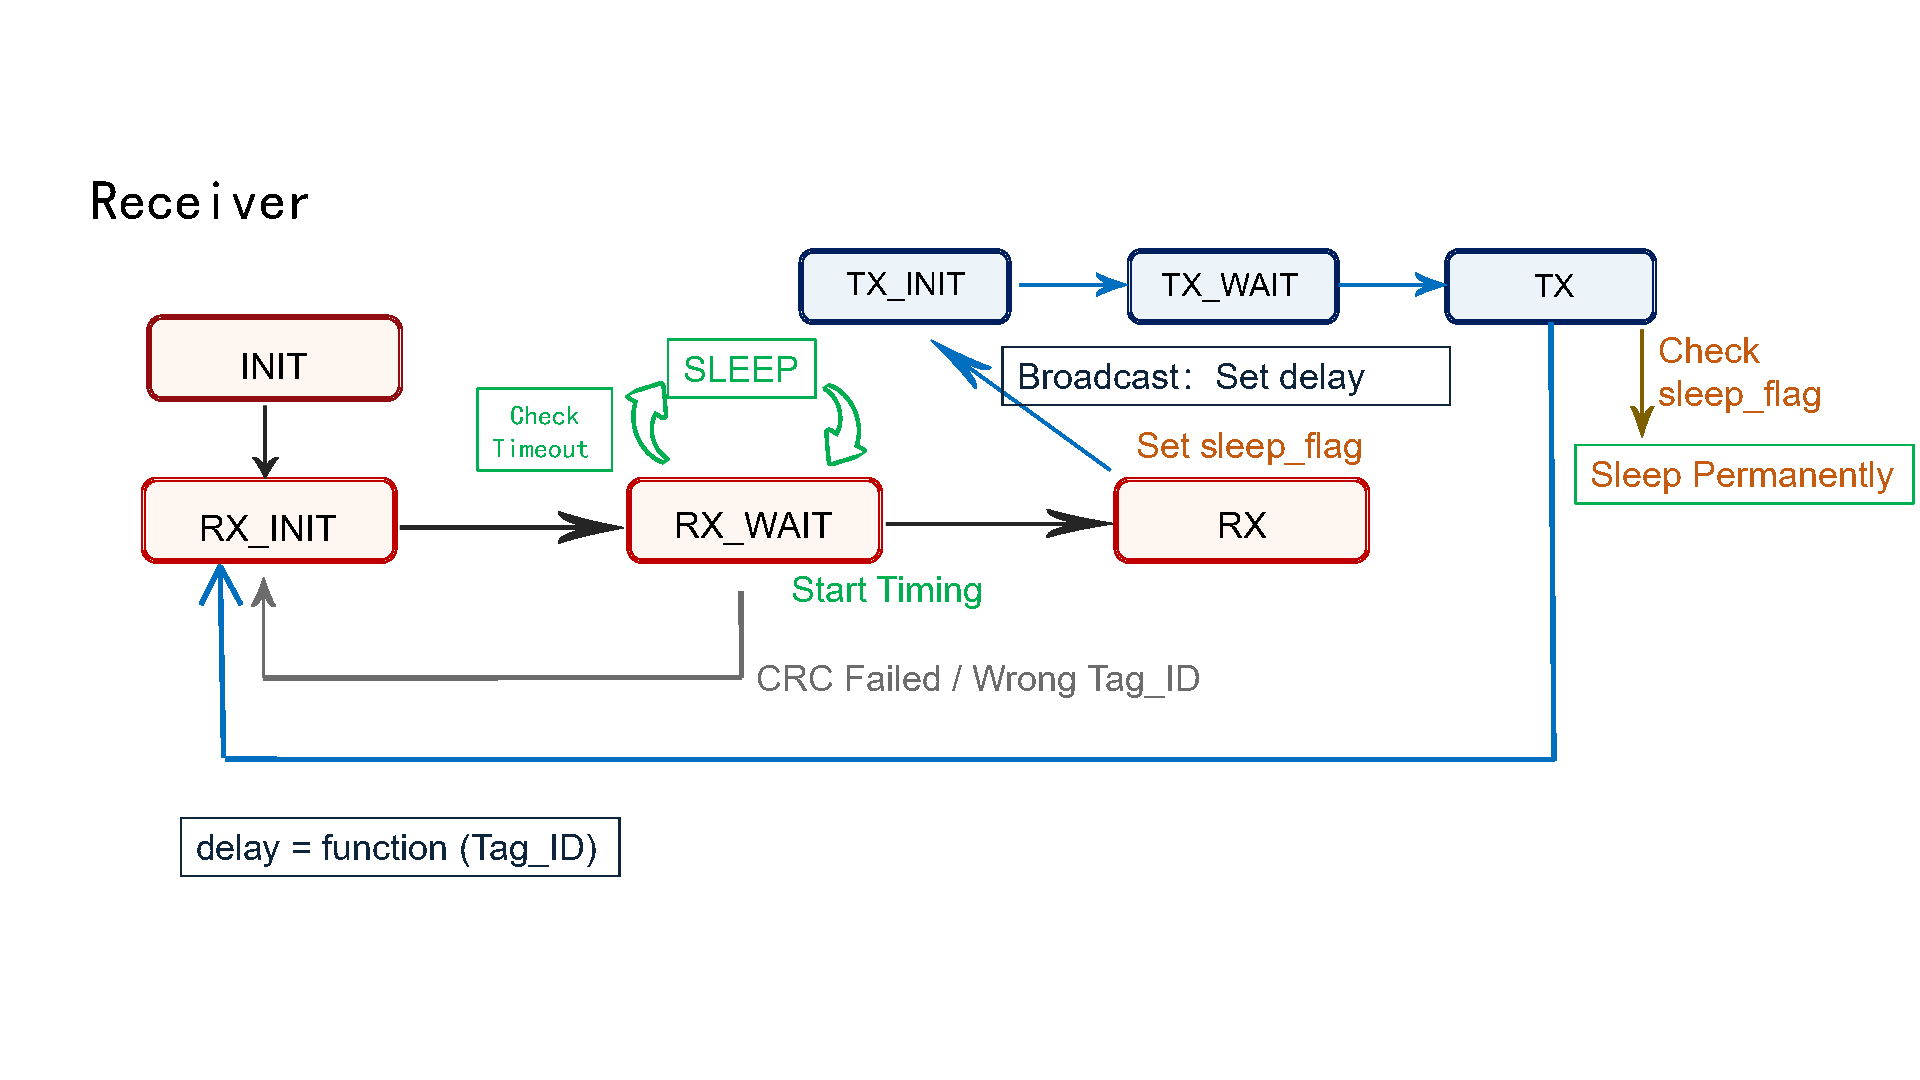 Receiver
TX_INIT
TX_WAIT
TX
INIT
SLEEP
Check
Timeout
Broadcast: Set delay
Check
sleep_flag
Set sleep_flag
Sleep Permanently
RX_INIT
RX_WAIT
RX
Start Timing
CRC Failed / Wrong Tag_ID
delay = function (Tag_ID)